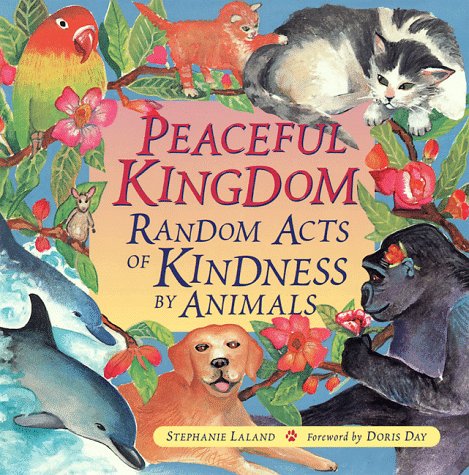 PEACEFUL
KINGDOM
RANDOM ACTS
OF KINDNESS
BY ANIMALS
STEPHANIE LALAND Foreword by DORIS DAY